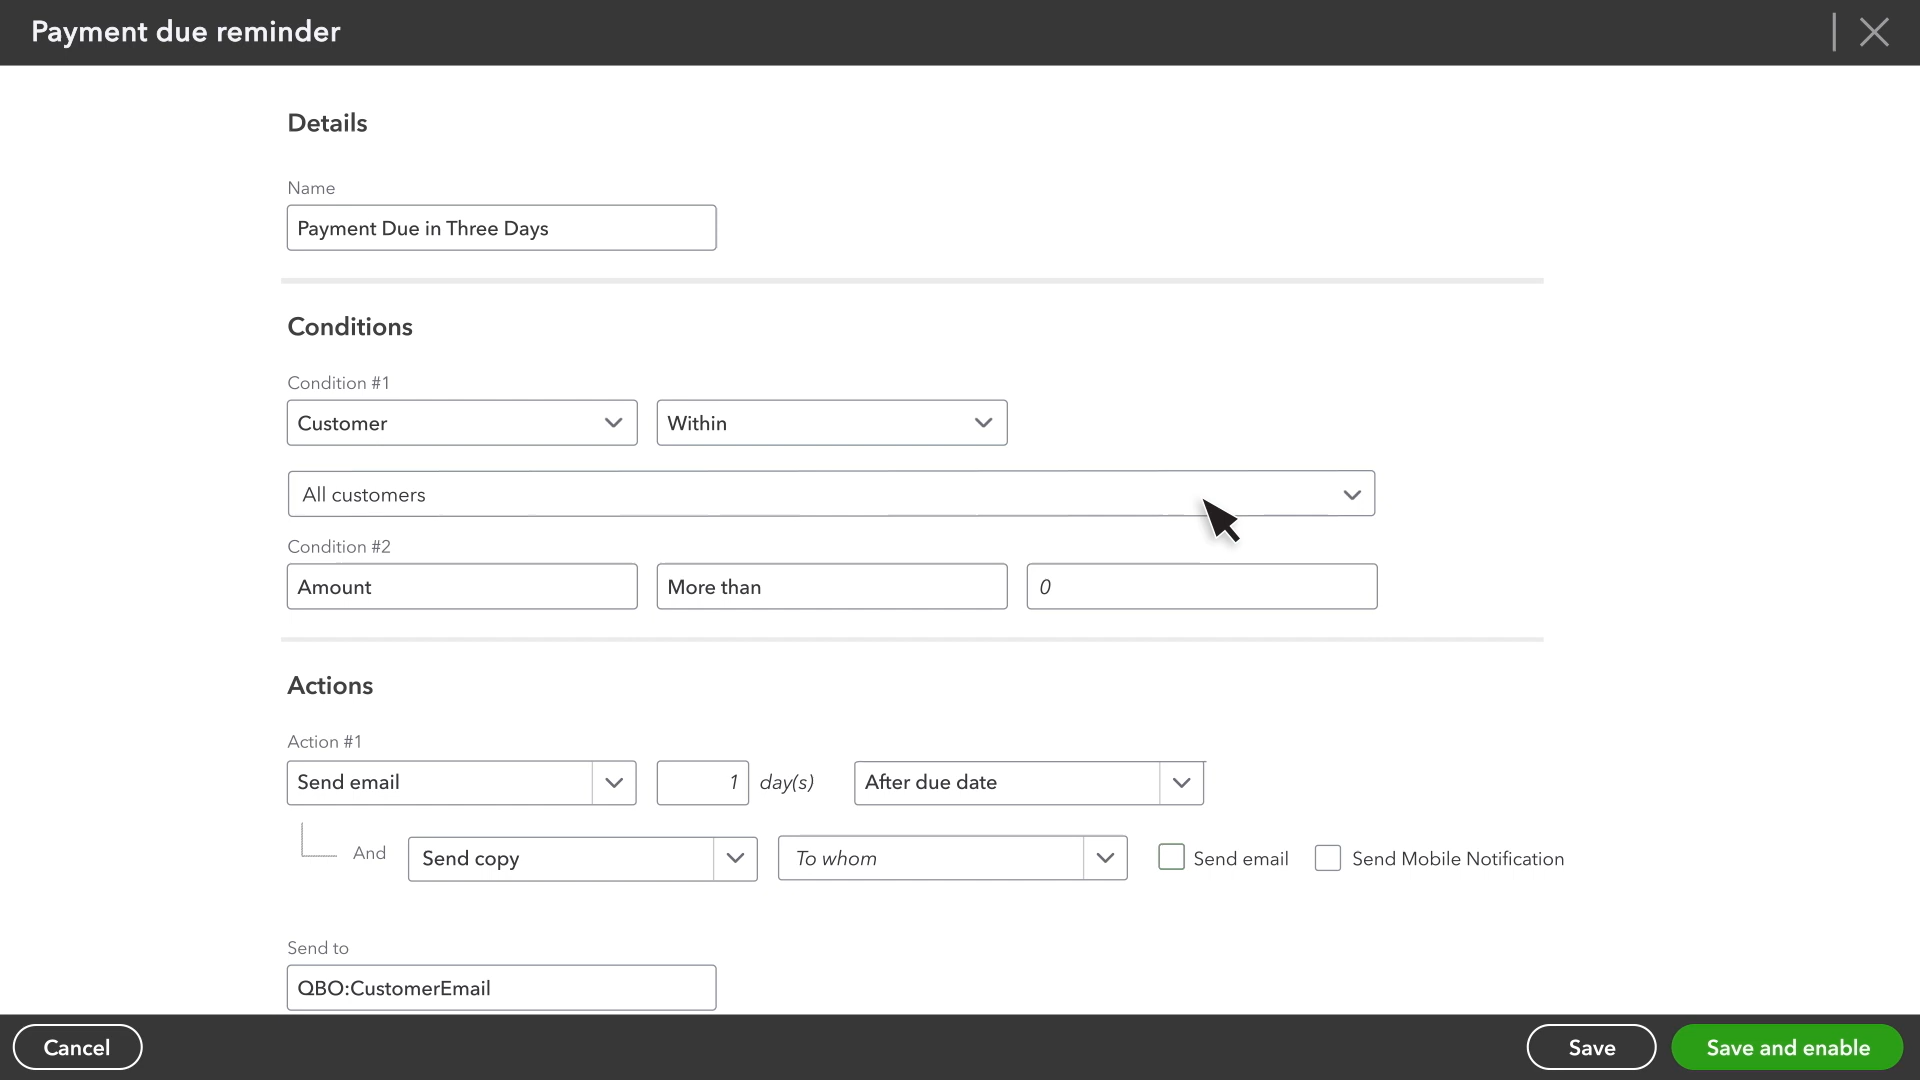 Payment due reminder
Details
Name
Payment Due in Three Days
Conditions
Condition #1
Customer Within
All customers
Condition #2
Amount More than 0
Actions
Action #1
Send email 1 day(s) After due date
And Send copy To whom Send email Send Mobile Notification
Send to
QBO:CustomerEmail
Cancel Save Save and enable